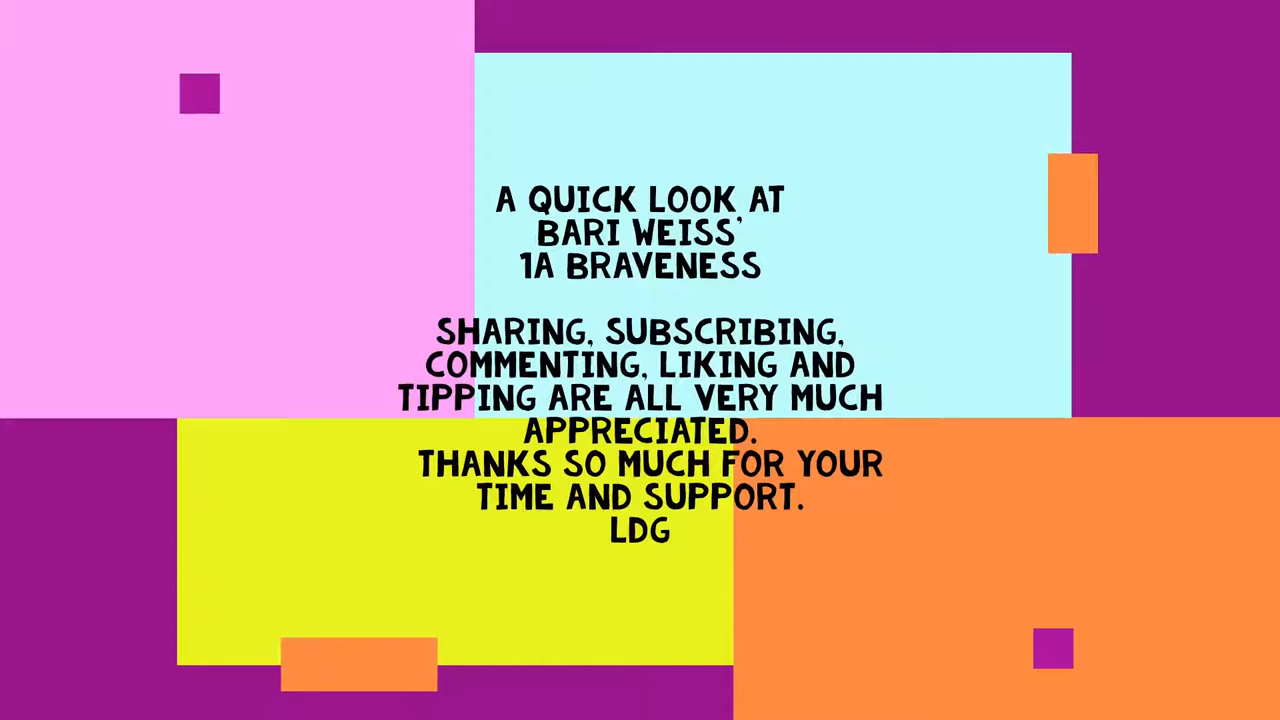 A QUICK LOOK AT
BARI WEISS'
1A BRAVENESS
SHARING, SUBSCRIBING,
COMMENTING, LIKING AND
TIPPING ARE ALL VERY MUCH
APPRECIATED.
THANKS SO MUCH FOR YOUR
TIME AND SUPPORT.
LDG